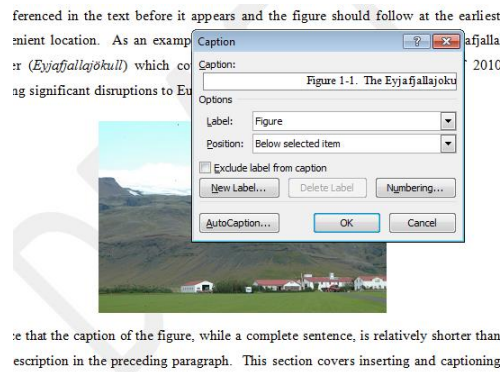 ferenced in the text before it appears and the figure should follow at the earliest
enient location. As an examp
afjalla
er (Eyjafjallajökull) which co
2010
ng significant disruptions to Eu
Caption
Caption:
Figure 1-1. The Eyjafjallajoku
Options
Label: Figure
Position: Below selected item
Exclude label from caption
New Label... Delete Label Numbering...
AutoCaption... OK Cancel
e that the caption of the figure, while a complete sentence, is relatively shorter than
escription in the preceding paragraph. This section covers inserting and captioning